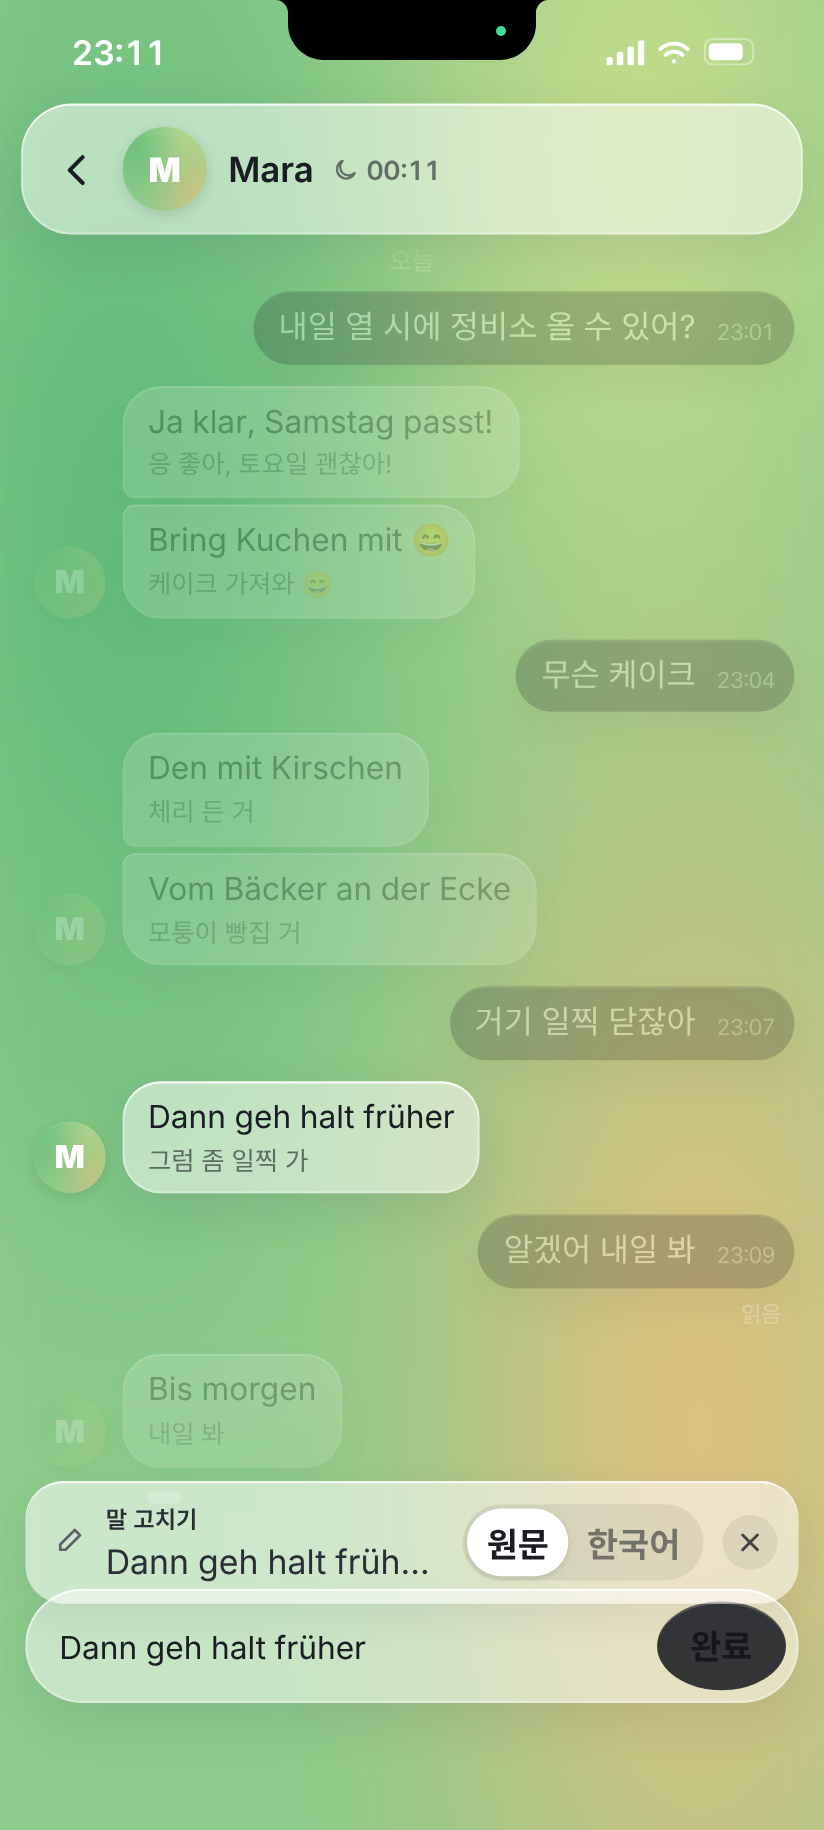 23:11
M
Mara 00:11
오늘
내일 열 시에 정비소 올 수 있어? 23:01
Ja klar, Samstag passt!
응 좋아, 토요일 괜찮아!
Bring Kuchen mit 😄
케이크 가져와 😄
M
무슨 케이크 23:04
Den mit Kirschen
체리 든 거
Vom Bäcker an der Ecke
모퉁이 빵집 거
M
거기 일찍 닫잖아 23:07
Dann geh halt früher
그럼 좀 일찍 가
M
알겠어 내일 봐 23:09
읽음
Bis morgen
내일 봐
M
말 고치기
Dann geh halt früh...
원문 한국어
Dann geh halt früher
완료